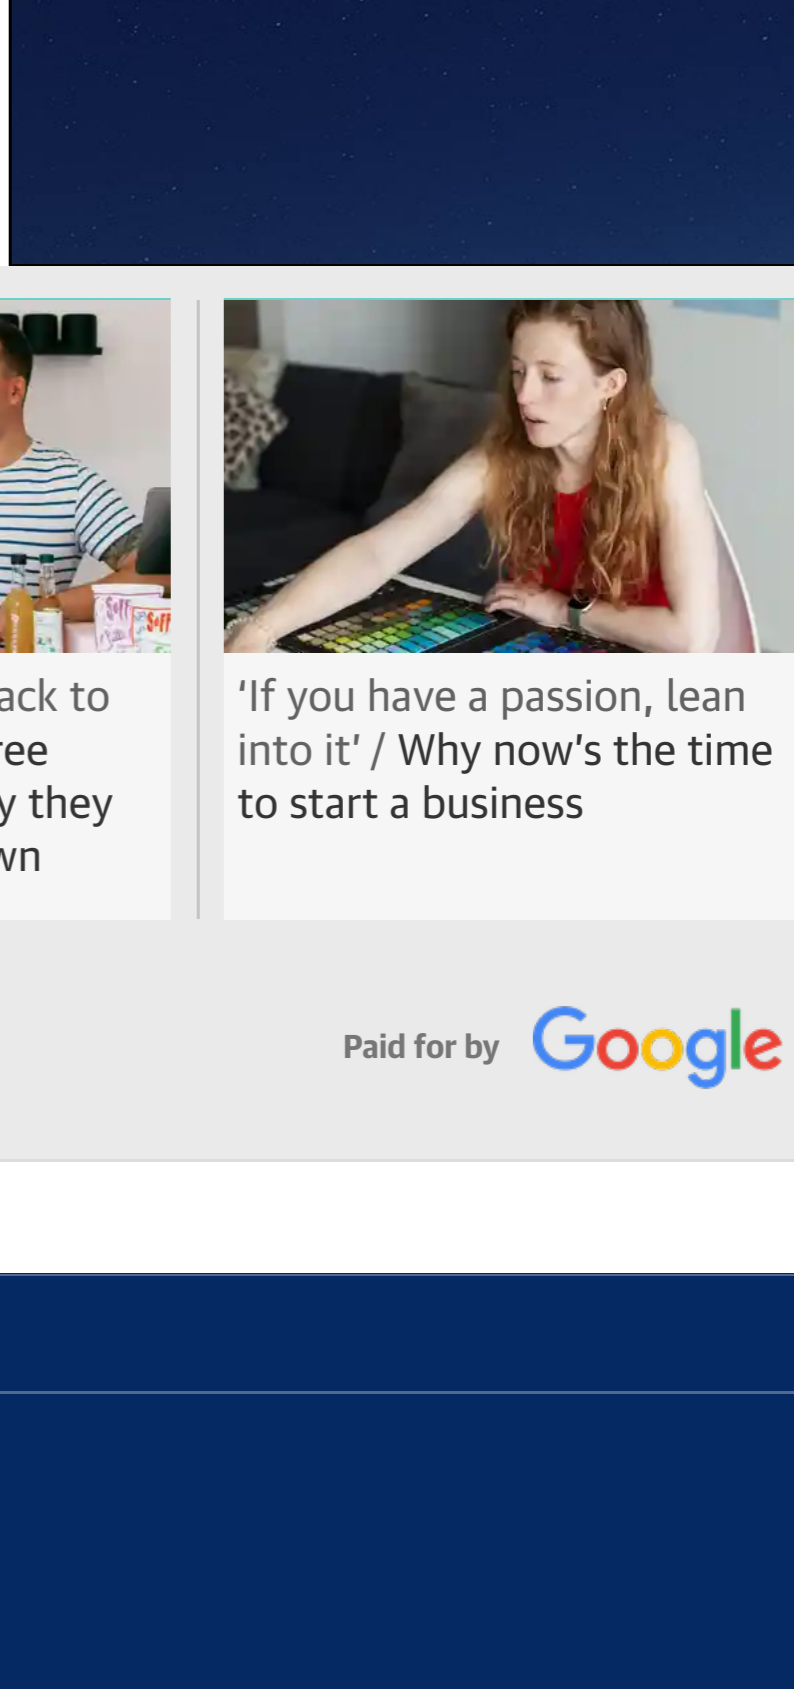 ack to
ree
y they
wn
‘If you have a passion, lean
into it’ / Why now’s the time
to start a business
Paid for by Google